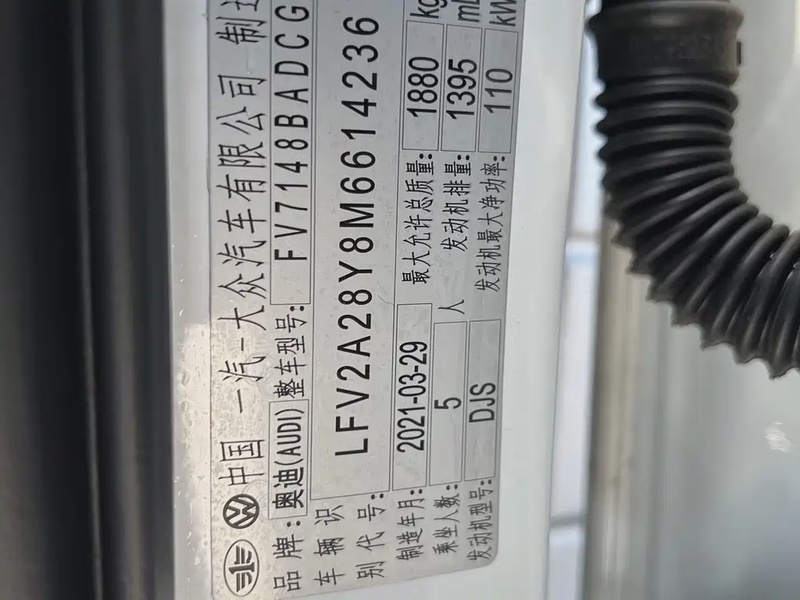 中国 一汽-大众汽车有限公司 制造
品牌: 奥迪(AUDI) 整车型号: FV7148BADCG
车辆识别代号: LFV2A28Y8M6614236
制造年月: 2021-03-29 最大允许总质量: 1880 kg
乘坐人数: 5 人 发动机排量: 1395 mL
发动机型号: DJS 发动机最大净功率: 110 kW